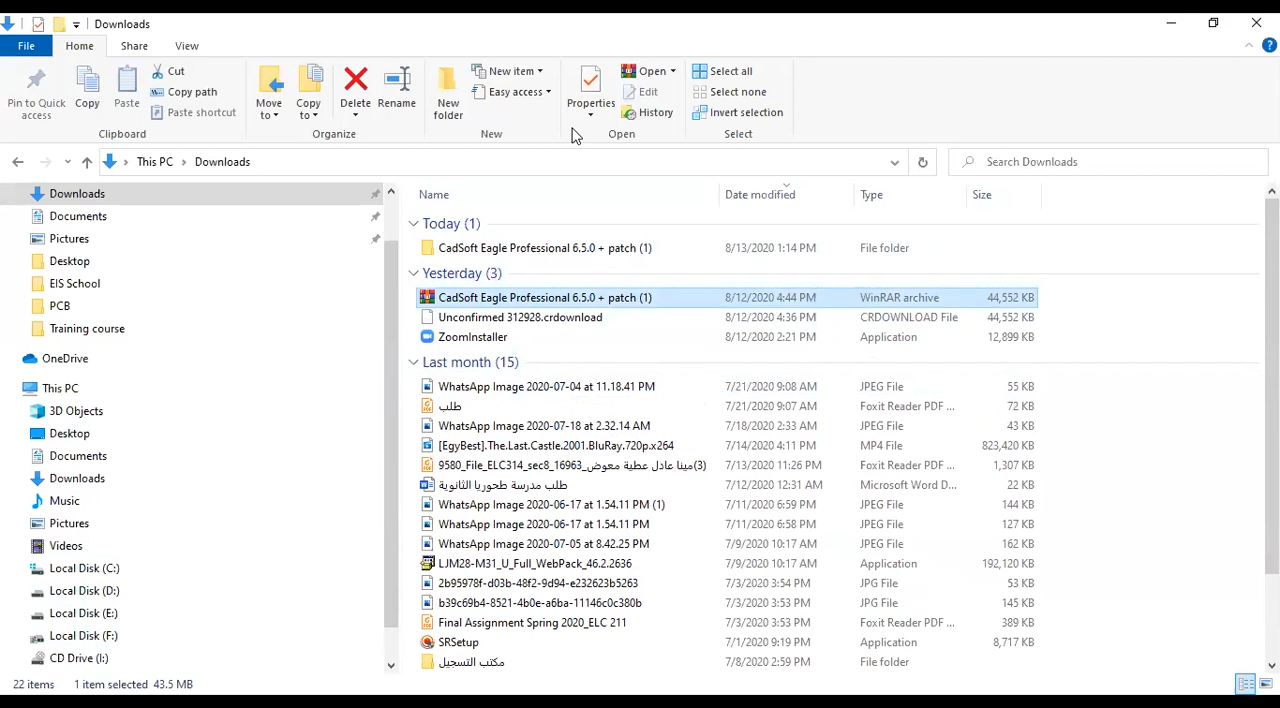 Downloads
File Home Share View
Pin to Quick access
Copy
Paste
Cut
Copy path
Paste shortcut
Clipboard
Move to
Copy to
Delete
Rename
Organize
New folder
New item
Easy access
New
Properties
Open
Edit
History
Open
Select all
Select none
Invert selection
Select
This PC > Downloads
Search Downloads
Downloads
Documents
Pictures
Desktop
EIS School
PCB
Training course
OneDrive
This PC
3D Objects
Desktop
Documents
Downloads
Music
Pictures
Videos
Local Disk (C:)
Local Disk (D:)
Local Disk (E:)
Local Disk (F:)
CD Drive (I:)
Name Date modified Type Size
Today (1)
CadSoft Eagle Professional 6.5.0 + patch (1) 8/13/2020 1:14 PM File folder
Yesterday (3)
CadSoft Eagle Professional 6.5.0 + patch (1) 8/12/2020 4:44 PM WinRAR archive 44,552 KB
Unconfirmed 312928.crdownload 8/12/2020 4:36 PM CRDOWNLOAD File 44,552 KB
ZoomInstaller 8/12/2020 2:21 PM Application 12,899 KB
Last month (15)
WhatsApp Image 2020-07-04 at 11.18.41 PM 7/21/2020 9:08 AM JPEG File 55 KB
طلب 7/21/2020 9:07 AM Foxit Reader PDF ... 72 KB
WhatsApp Image 2020-07-18 at 2.32.14 AM 7/18/2020 2:33 AM JPEG File 43 KB
[EgyBest].The.Last.Castle.2001.BluRay.720p.x264 7/14/2020 4:11 PM MP4 File 823,420 KB
9580_File_ELC314_sec8_16963_مينا عادل عطية معوض(3) 7/13/2020 11:26 PM Foxit Reader PDF ... 1,307 KB
طلب مدرسة طحوريا الثانوية 7/12/2020 12:31 AM Microsoft Word D... 22 KB
WhatsApp Image 2020-06-17 at 1.54.11 PM (1) 7/11/2020 6:59 PM JPEG File 144 KB
WhatsApp Image 2020-06-17 at 1.54.11 PM 7/11/2020 6:58 PM JPEG File 127 KB
WhatsApp Image 2020-07-05 at 8.42.25 PM 7/9/2020 10:17 AM JPEG File 162 KB
LJM28-M31_U_Full_WebPack_46.2.2636 7/9/2020 10:17 AM Application 192,120 KB
2b95978f-d03b-48f2-9d94-e232623b5263 7/3/2020 3:54 PM JPG File 53 KB
b39c69b4-8521-4b0e-a6ba-11146c0c380b 7/3/2020 3:53 PM JPG File 145 KB
Final Assignment Spring 2020_ELC 211 7/3/2020 3:53 PM Foxit Reader PDF ... 389 KB
SRSetup 7/1/2020 9:19 PM Application 8,717 KB
مكتب التسجيل 7/8/2020 2:59 PM File folder
22 items 1 item selected 43.5 MB